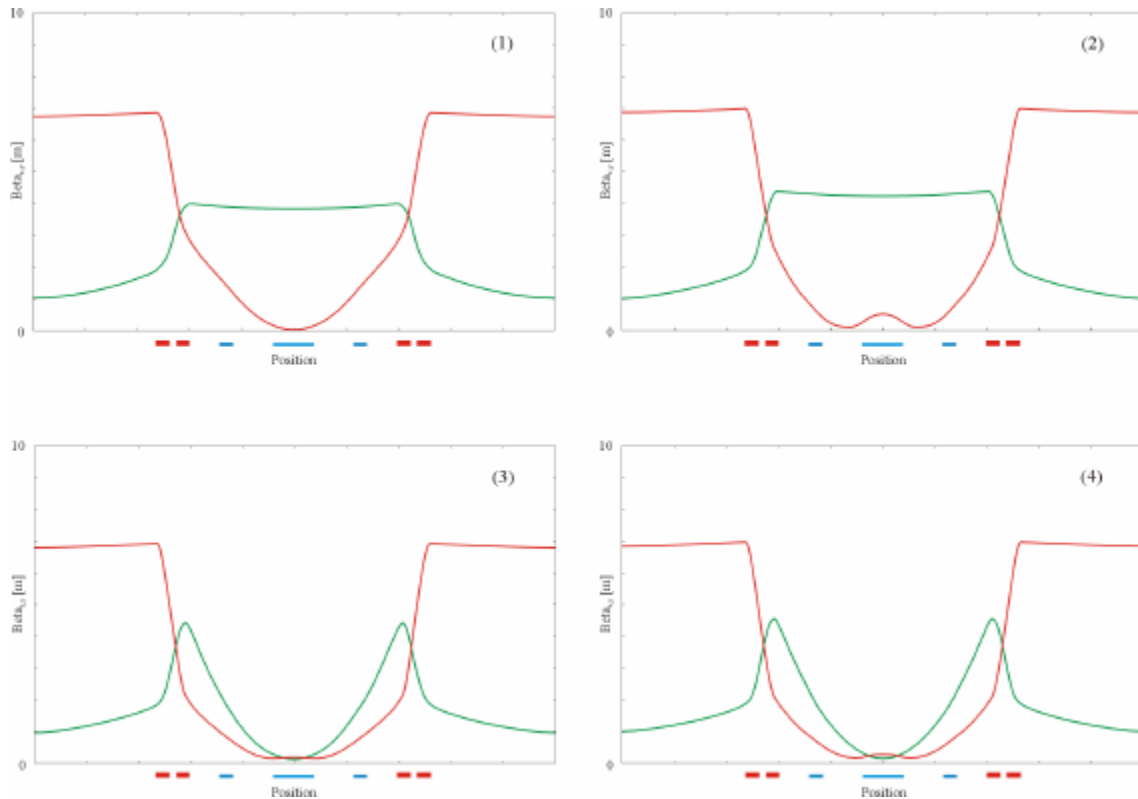 10
(1)
Beta_x,y [m]
0
Position
10
(2)
Beta_x,y [m]
0
Position
10
(3)
Beta_x,y [m]
0
Position
10
(4)
Beta_x,y [m]
0
Position